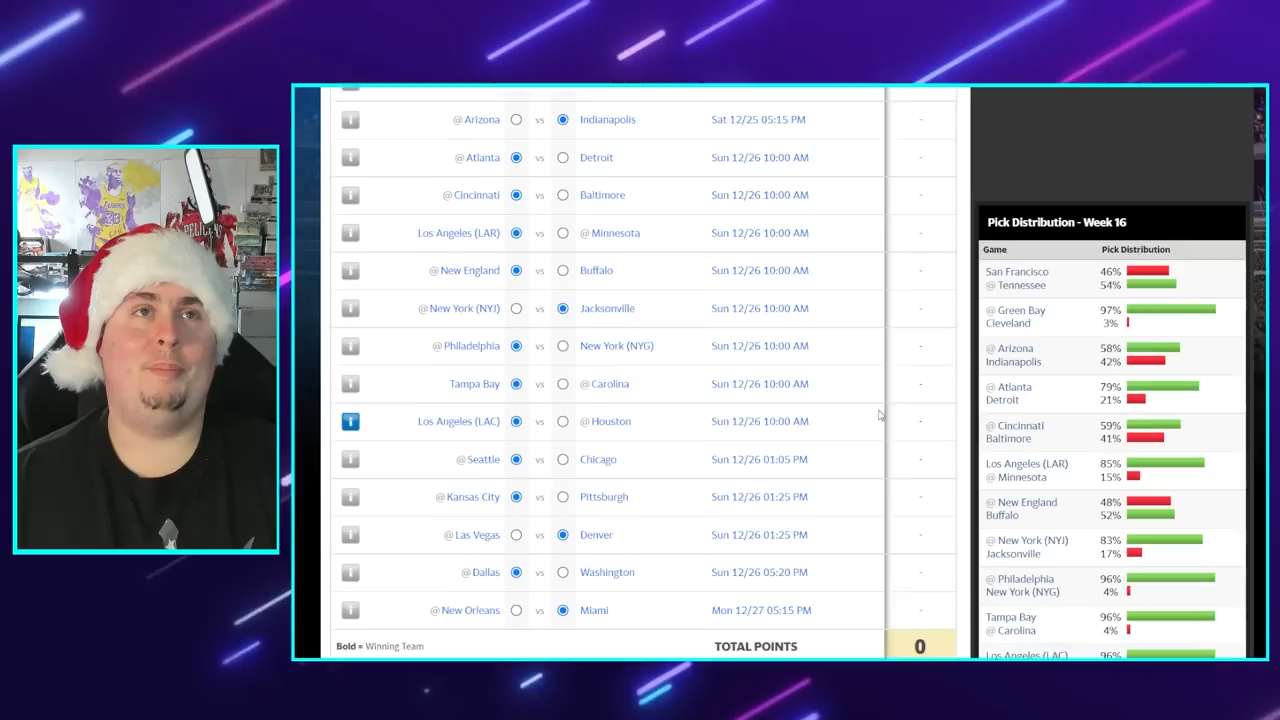 @ Arizona vs Indianapolis Sat 12/25 05:15 PM -
@ Atlanta vs Detroit Sun 12/26 10:00 AM -
@ Cincinnati vs Baltimore Sun 12/26 10:00 AM -
Los Angeles (LAR) vs @ Minnesota Sun 12/26 10:00 AM -
@ New England vs Buffalo Sun 12/26 10:00 AM -
@ New York (NYJ) vs Jacksonville Sun 12/26 10:00 AM -
@ Philadelphia vs New York (NYG) Sun 12/26 10:00 AM -
Tampa Bay vs @ Carolina Sun 12/26 10:00 AM -
Los Angeles (LAC) vs @ Houston Sun 12/26 10:00 AM -
@ Seattle vs Chicago Sun 12/26 01:05 PM -
@ Kansas City vs Pittsburgh Sun 12/26 01:25 PM -
@ Las Vegas vs Denver Sun 12/26 01:25 PM -
@ Dallas vs Washington Sun 12/26 05:20 PM -
@ New Orleans vs Miami Mon 12/27 05:15 PM -
Bold = Winning Team TOTAL POINTS 0
Pick Distribution - Week 16
Game Pick Distribution
San Francisco 46%
@ Tennessee 54%
@ Green Bay 97%
Cleveland 3%
@ Arizona 58%
Indianapolis 42%
@ Atlanta 79%
Detroit 21%
@ Cincinnati 59%
Baltimore 41%
Los Angeles (LAR) 85%
@ Minnesota 15%
@ New England 48%
Buffalo 52%
@ New York (NYJ) 83%
Jacksonville 17%
@ Philadelphia 96%
New York (NYG) 4%
Tampa Bay 96%
@ Carolina 4%
Los Angeles (LAC) 96%
PELICANS
23